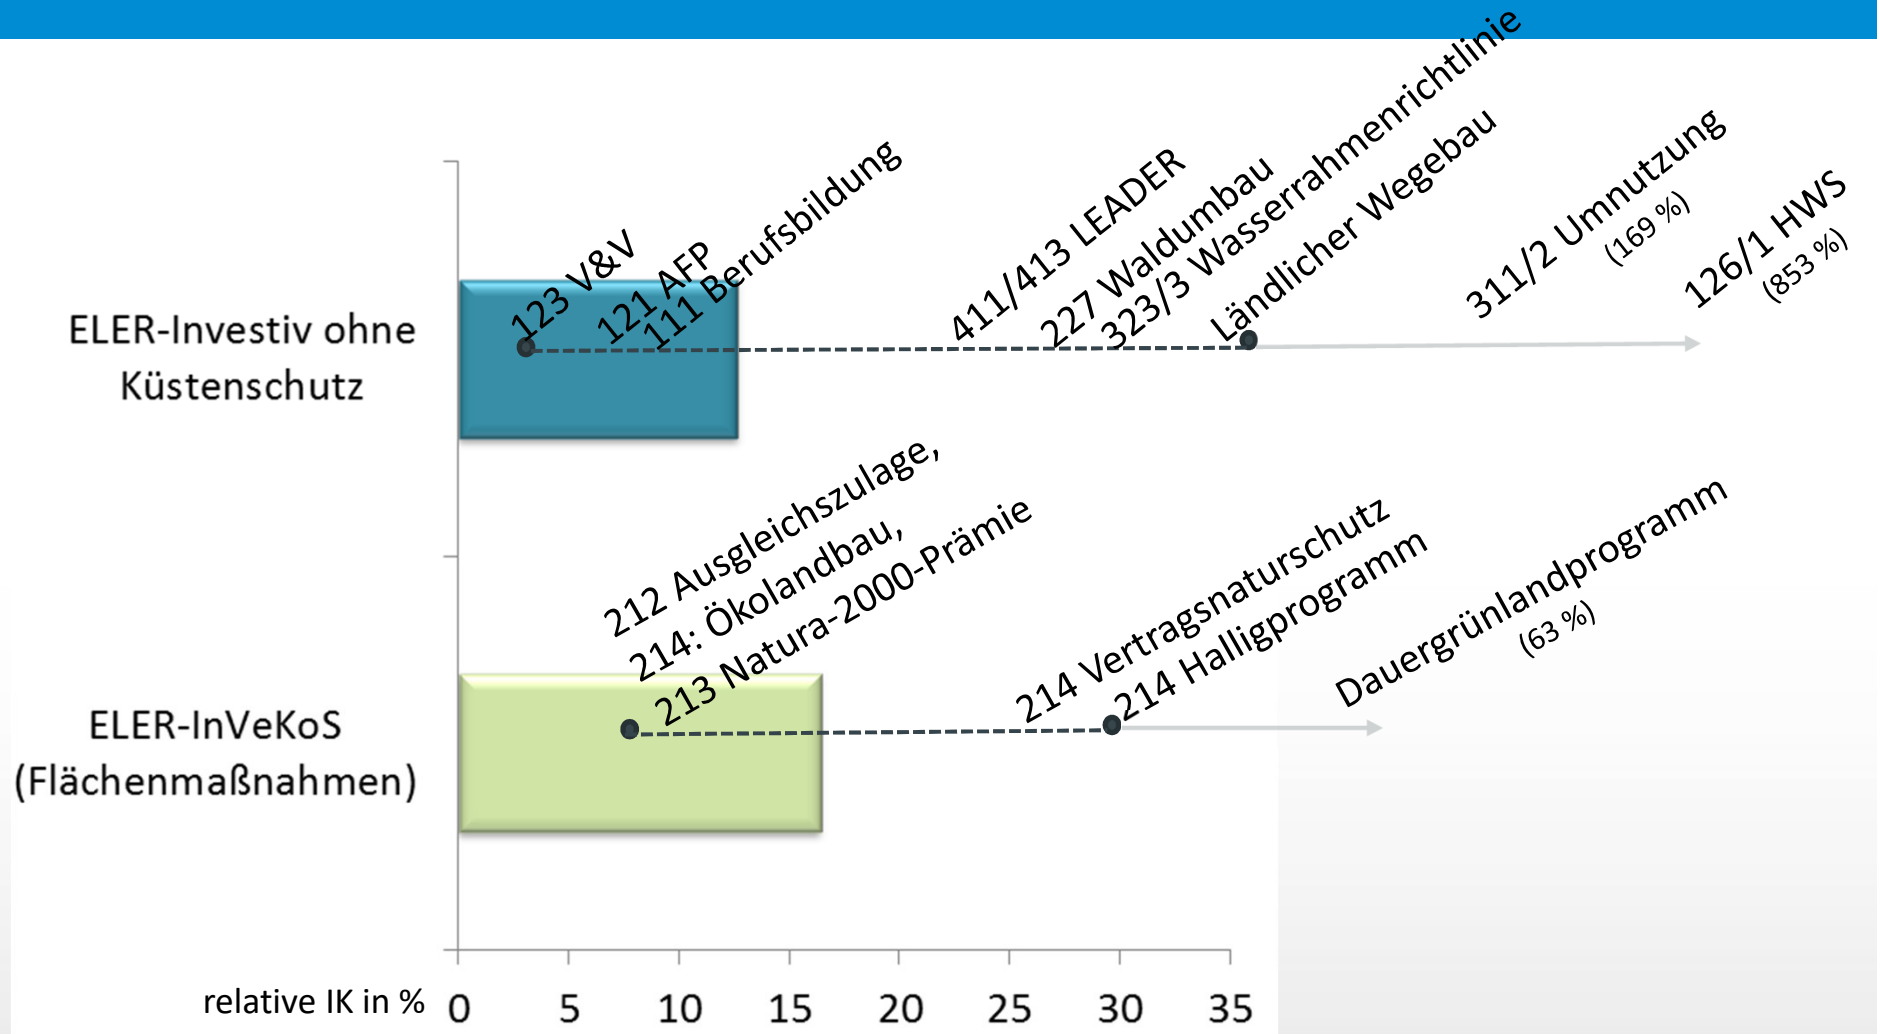 ELER-Investiv ohne
Küstenschutz
123 V&V
121 AFP
111 Berufsbildung
411/413 LEADER
227 Waldumbau
323/3 Wasserrahmenrichtlinie
Ländlicher Wegebau
311/2 Umnutzung
(169 %)
126/1 HWS
(853 %)
ELER-InVeKoS
(Flächenmaßnahmen)
212 Ausgleichszulage,
214: Ökolandbau,
213 Natura-2000-Prämie
214 Vertragsnaturschutz
214 Halligprogramm
Dauergrünlandprogramm
(63 %)
relative IK in % 0 5 10 15 20 25 30 35